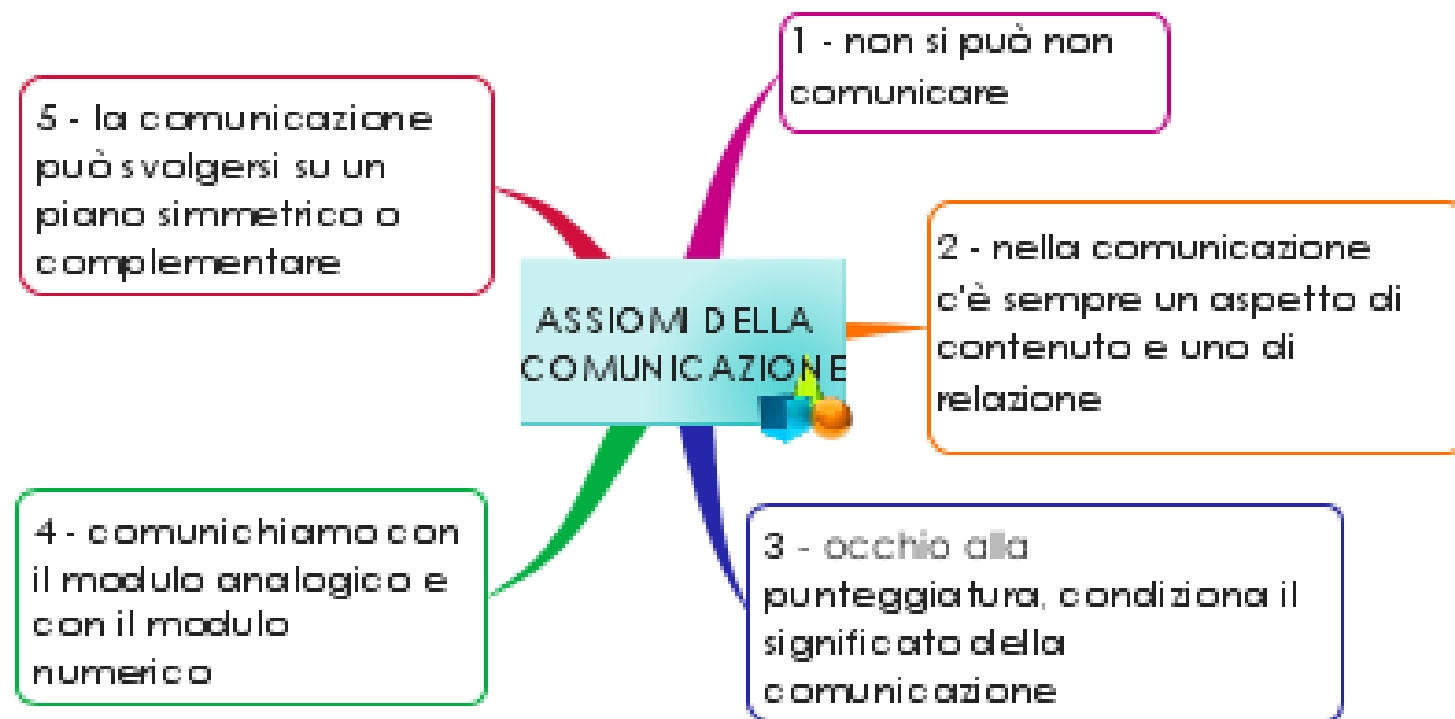 ASSIOMI DELLA
COMUNICAZIONE
1 - non si può non
comunicare
2 - nella comunicazione
c'è sempre un aspetto di
contenuto e uno di
relazione
3 - occhio alla
punteggiatura, condiziona il
significato della
comunicazione
4 - comunichiamo con
il modulo analogico e
con il modulo
numerico
5 - la comunicazione
può svolgersi su un
piano simmetrico o
complementare